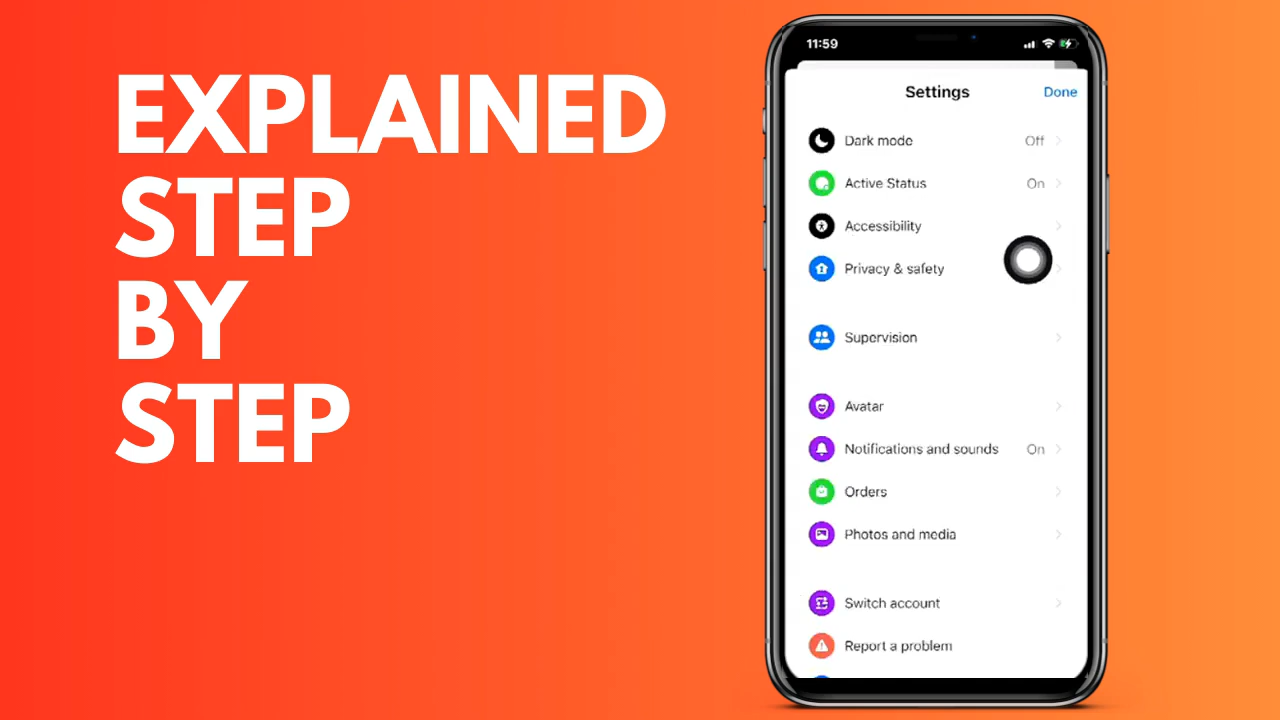 EXPLAINED
STEP
BY
STEP
11:59
Settings
Done
Dark mode
Off
Active Status
On
Accessibility
Privacy & safety
Supervision
Avatar
Notifications and sounds
On
Orders
Photos and media
Switch account
Report a problem